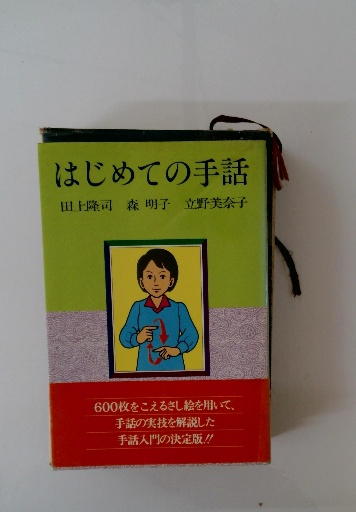 はじめての手話
田上隆司 森 明子 立野美奈子
600枚をこえるさし絵を用いて、
手話の実技を解説した
手話入門の決定版!!